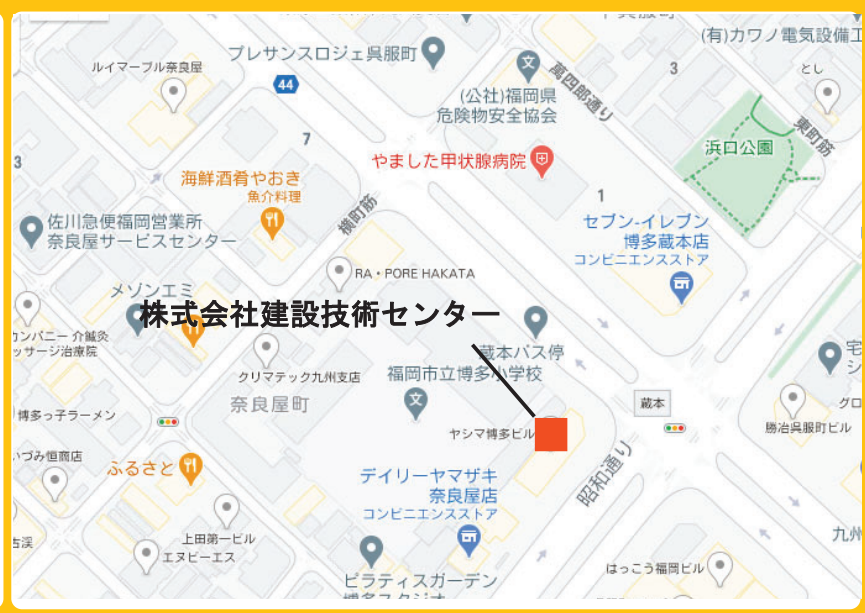 (有)カワノ電気設備工
プレサンスロジェ呉服町
ルイマーブル奈良屋
44
3
とし
(公社)福岡県
危険物安全協会
萬四郎通り
東町筋
7
浜口公園
3
やました甲状腺病院
海鮮酒肴やおき
魚介料理
1
横町筋
佐川急便福岡営業所
奈良屋サービスセンター
セブン-イレブン
博多蔵本店
コンビニエンスストア
RA・PORE HAKATA
メゾンエミ
株式会社建設技術センター
カンパニー 介鍼灸
ッサージ治療院
蔵本バス停
福岡市立博多小学校
クリマテック九州支店
奈良屋町
宅
シ
蔵本
グロ
博多っ子ラーメン
ヤシマ博多ビル
勝冶呉服町ビル
いづみ恒商店
ふるさと
昭和通り
デイリーヤマザキ
奈良屋店
コンビニエンスストア
上田第一ビル
エヌビーエス
古渓
九州
はっこう福岡ビル
ピラティスガーデン
博多スタジオ